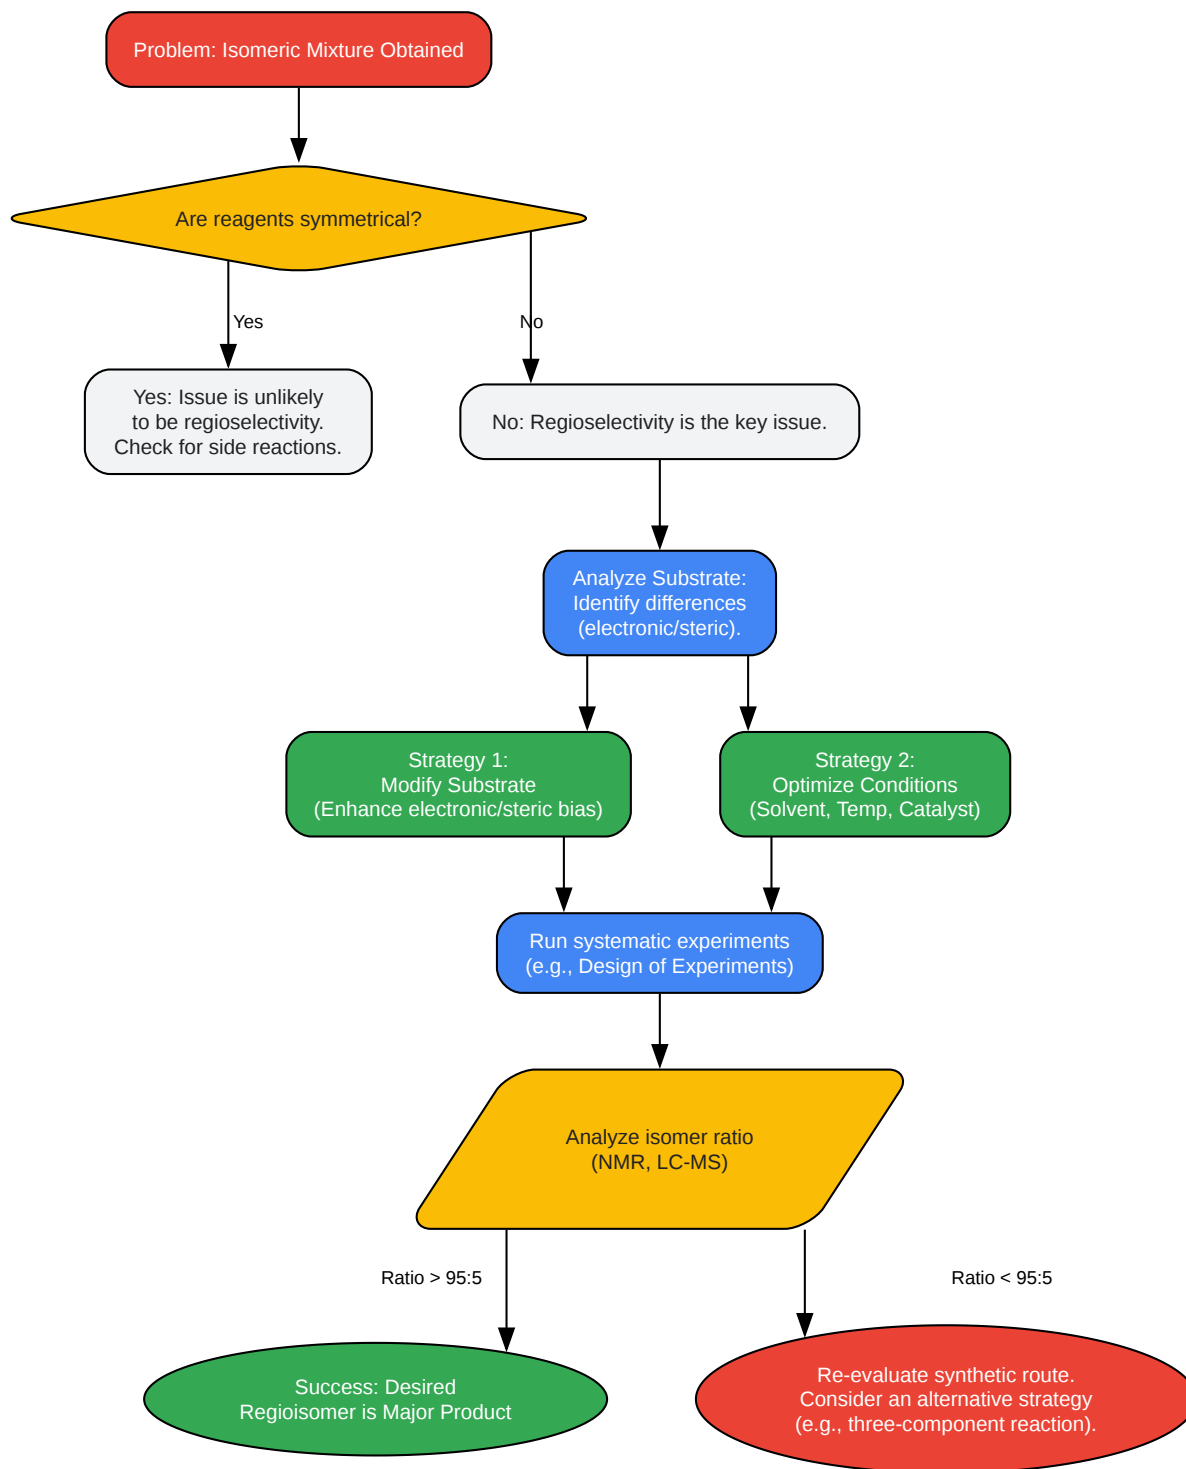 Problem: Isomeric Mixture Obtained
Are reagents symmetrical?
Yes
No
Yes: Issue is unlikely
to be regioselectivity.
Check for side reactions.
No: Regioselectivity is the key issue.
Analyze Substrate:
Identify differences
(electronic/steric).
Strategy 1:
Modify Substrate
(Enhance electronic/steric bias)
Strategy 2:
Optimize Conditions
(Solvent, Temp, Catalyst)
Run systematic experiments
(e.g., Design of Experiments)
Analyze isomer ratio
(NMR, LC-MS)
Ratio > 95:5
Ratio < 95:5
Success: Desired
Regioisomer is Major Product
Re-evaluate synthetic route.
Consider an alternative strategy
(e.g., three-component reaction).